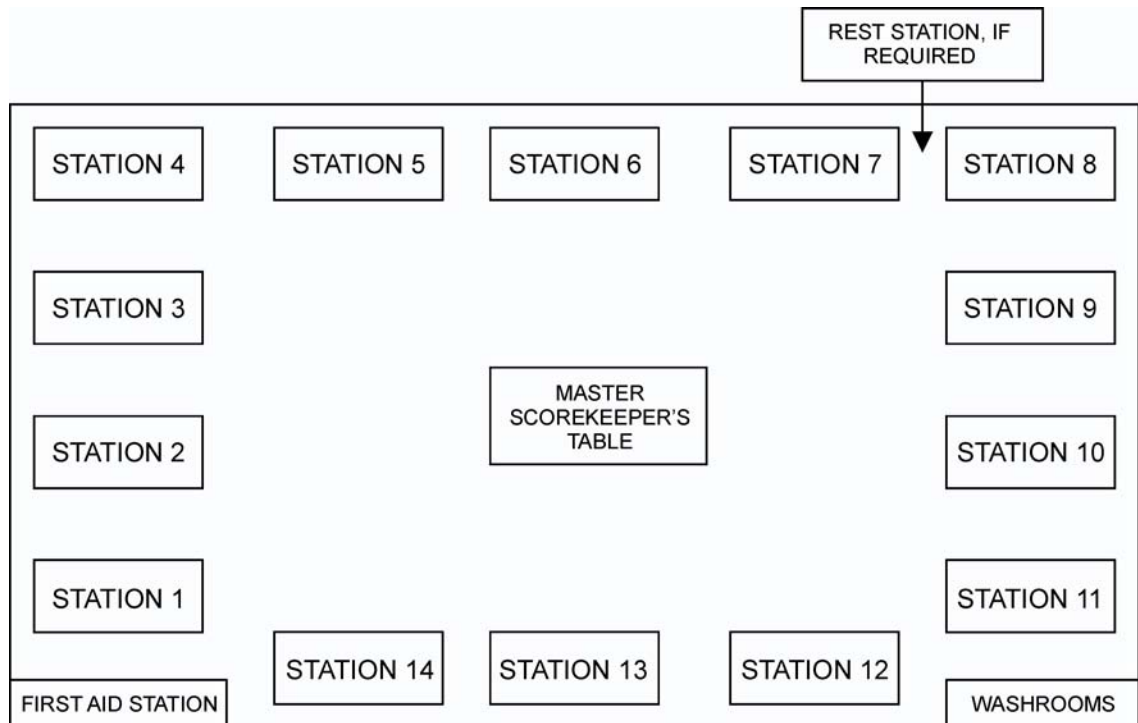 REST STATION, IF
REQUIRED
STATION 4
STATION 5
STATION 6
STATION 7
STATION 8
STATION 3
STATION 9
MASTER
SCOREKEEPER'S
TABLE
STATION 2
STATION 10
STATION 1
STATION 11
STATION 14
STATION 13
STATION 12
FIRST AID STATION
WASHROOMS